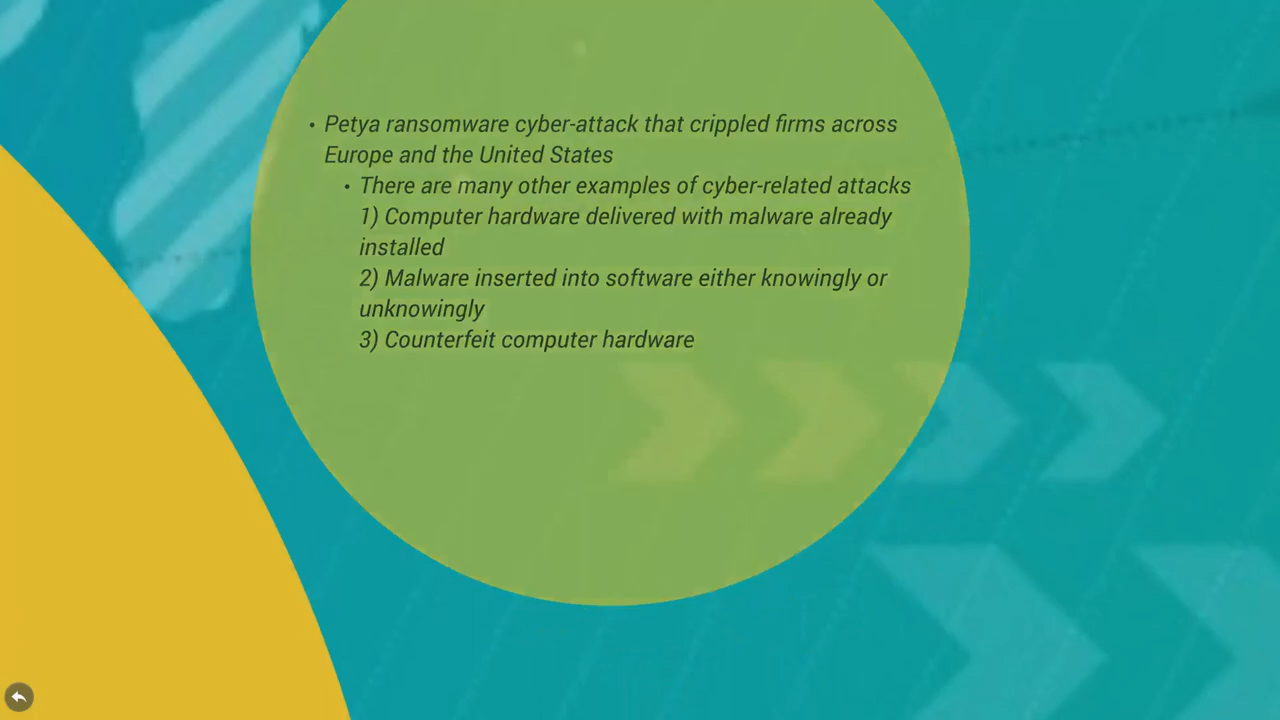 • Petya ransomware cyber-attack that crippled firms across
Europe and the United States
• There are many other examples of cyber-related attacks
1) Computer hardware delivered with malware already
installed
2) Malware inserted into software either knowingly or
unknowingly
3) Counterfeit computer hardware